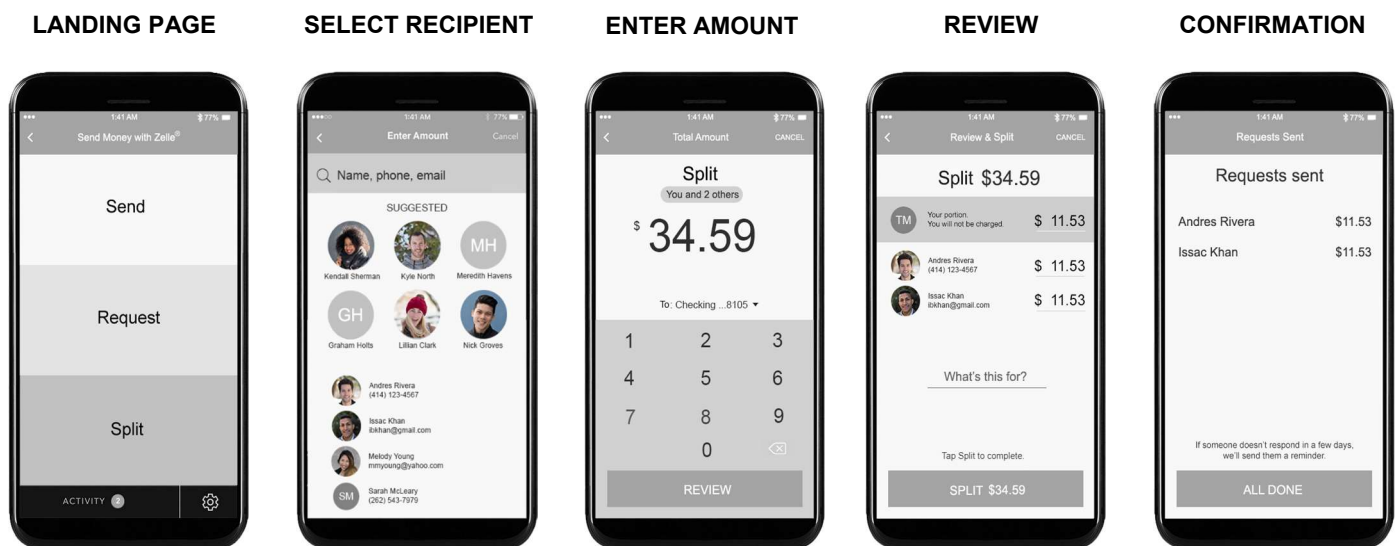 LANDING PAGE
SELECT RECIPIENT
ENTER AMOUNT
REVIEW
CONFIRMATION
1:41 AM
77%
Send Money with Zelle®
Send
Request
Split
ACTIVITY 2
1:41 AM
77%
Enter Amount
Cancel
Name, phone, email
SUGGESTED
MH
Kendall Sherman
Kyle North
Meredith Havens
GH
Graham Holts
Lillian Clark
Nick Groves
Andres Rivera
(414) 123-4567
Issac Khan
ibkhan@gmail.com
Melody Young
mmyoung@yahoo.com
SM
Sarah McLeary
(262) 543-7979
1:41 AM
77%
Total Amount
CANCEL
Split
You and 2 others
$ 34.59
To: Checking ...8105
1 2 3
4 5 6
7 8 9
0
REVIEW
1:41 AM
77%
Review & Split
CANCEL
Split $34.59
TM
Your portion.
You will not be charged.
$ 11.53
Andres Rivera
(414) 123-4567
$ 11.53
Issac Khan
ibkhan@gmail.com
$ 11.53
What's this for?
Tap Split to complete.
SPLIT $34.59
1:41 AM
77%
Requests Sent
Requests sent
Andres Rivera $11.53
Issac Khan $11.53
If someone doesn't respond in a few days,
we'll send them a reminder.
ALL DONE